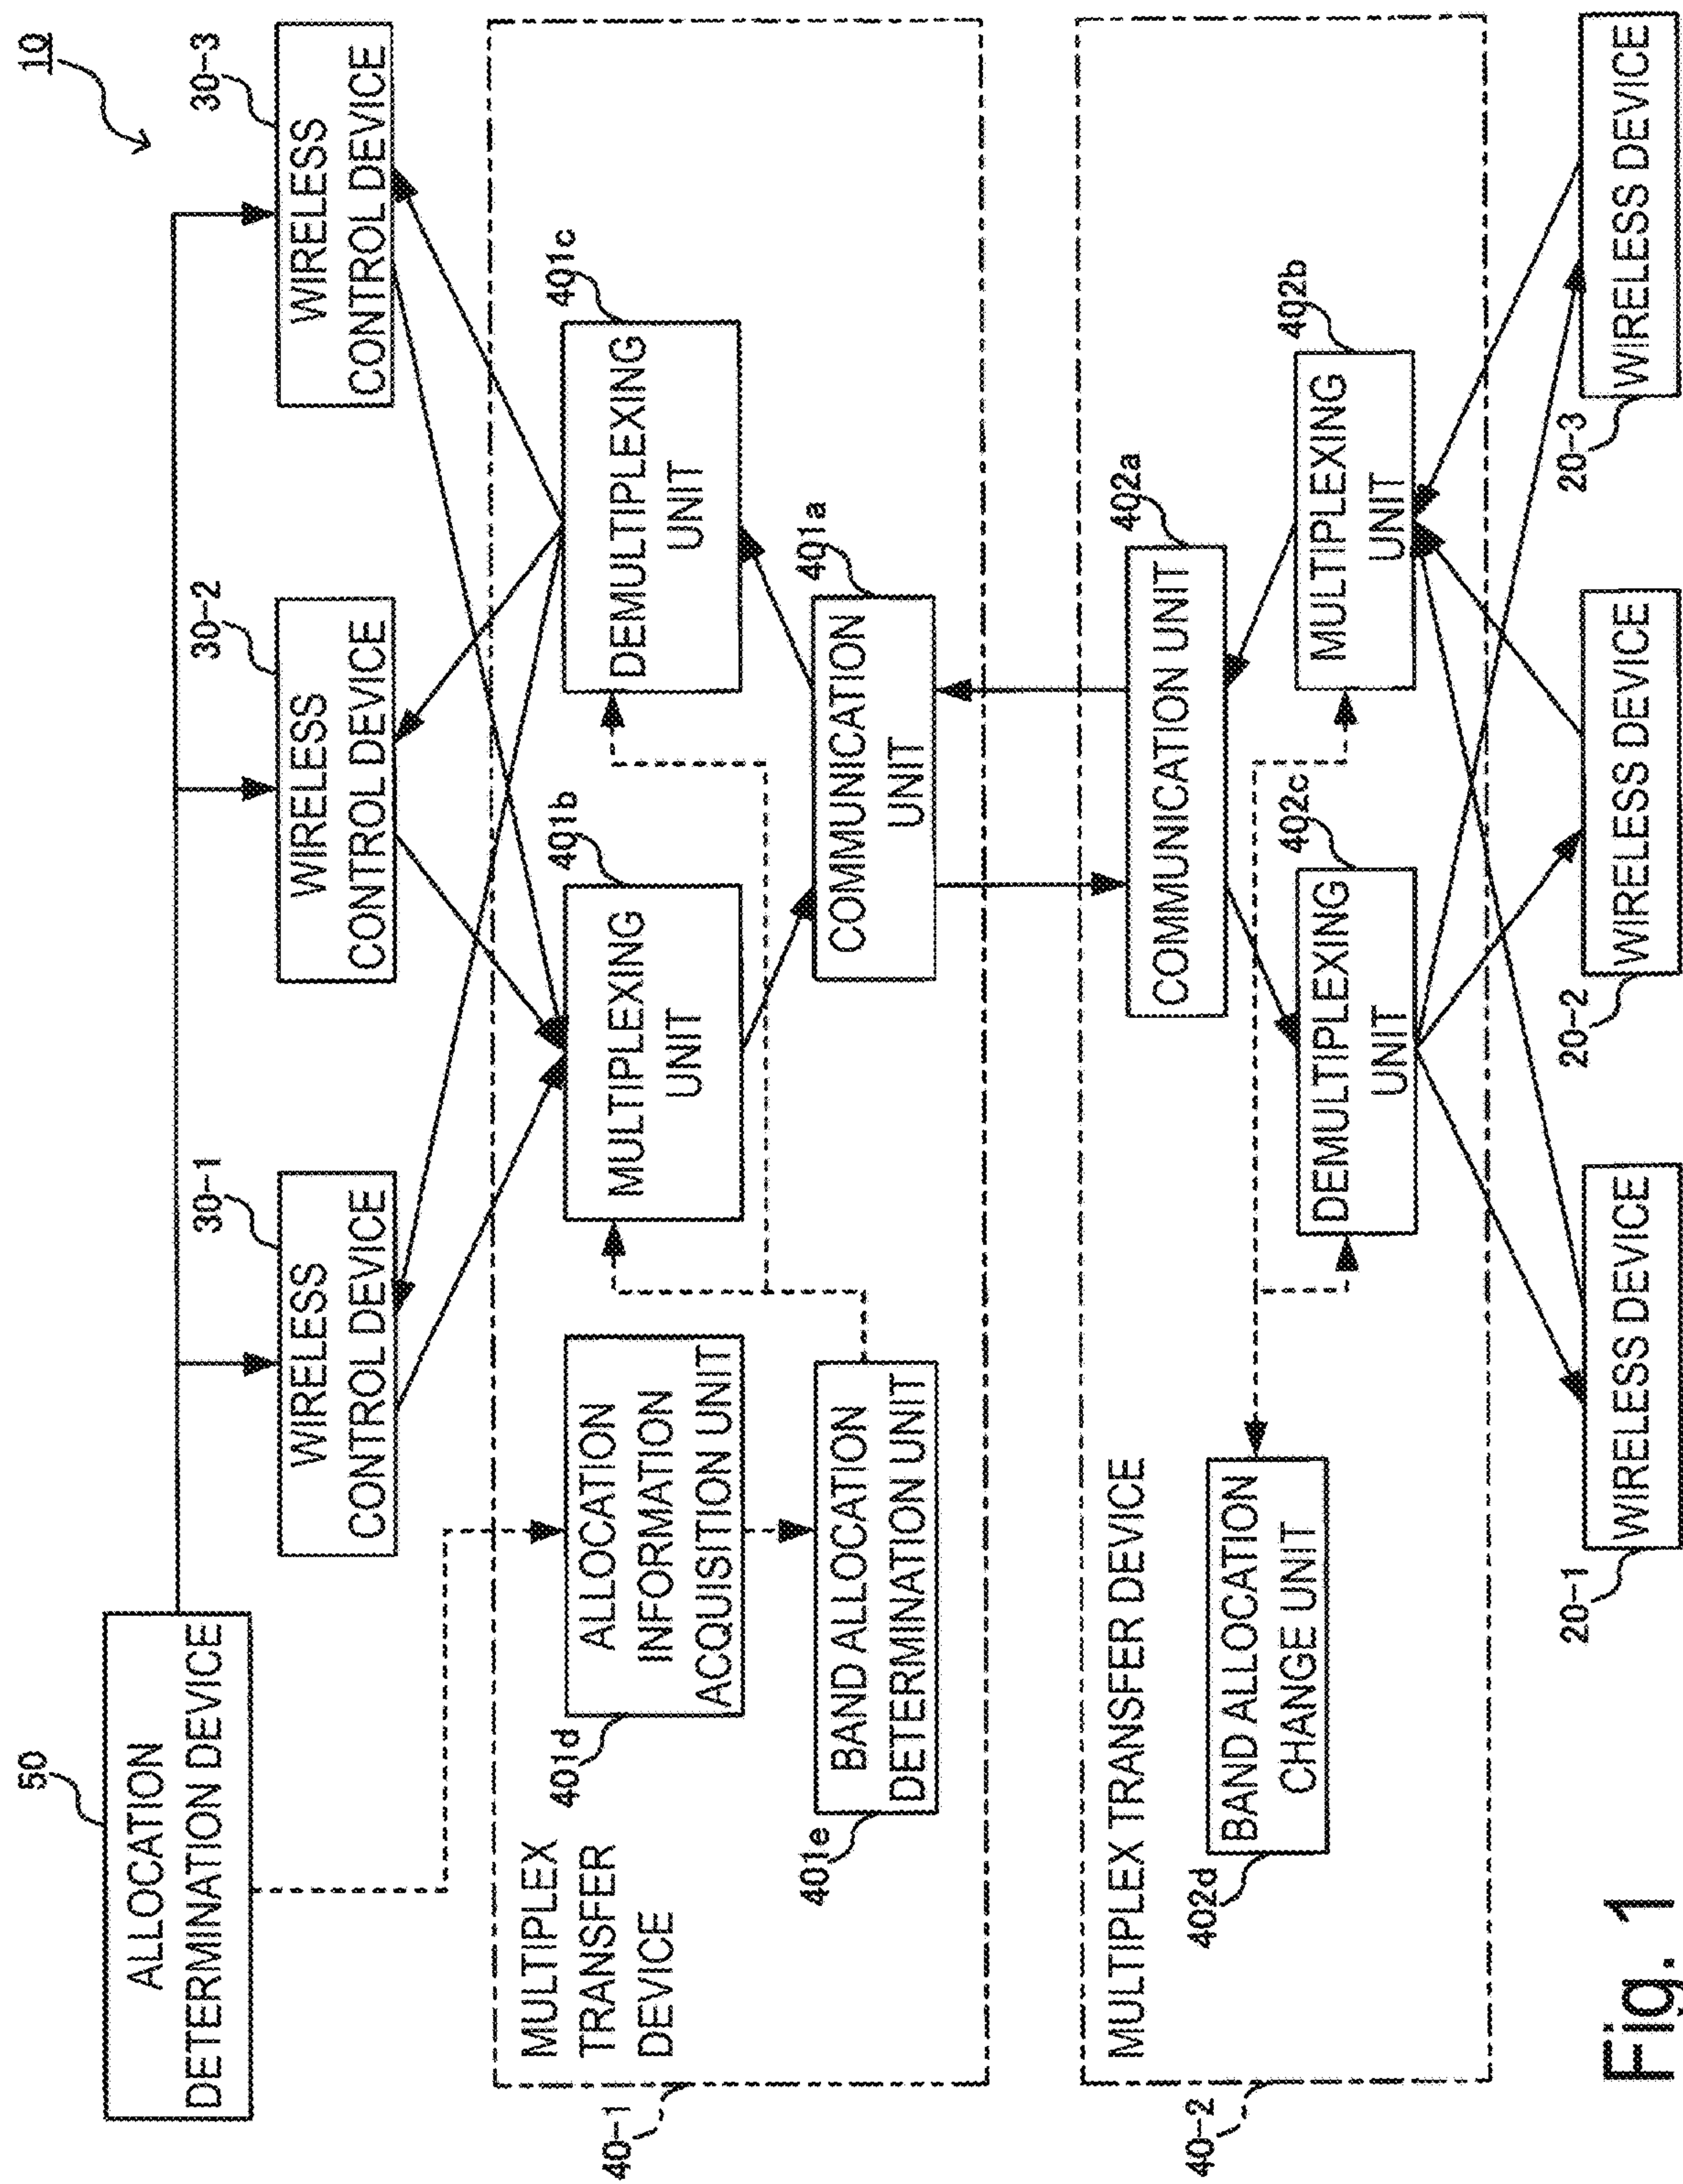 10
50
ALLOCATION
DETERMINATION DEVICE
30-1
WIRELESS
CONTROL DEVICE
30-2
WIRELESS
CONTROL DEVICE
30-3
WIRELESS
CONTROL DEVICE
40-1
MULTIPLEX
TRANSFER
DEVICE
401d
ALLOCATION
INFORMATION
ACQUISITION UNIT
401b
MULTIPLEXING
UNIT
401c
DEMULTIPLEXING
UNIT
401e
BAND ALLOCATION
DETERMINATION UNIT
401a
COMMUNICATION
UNIT
40-2
MULTIPLEX TRANSFER DEVICE
402a
COMMUNICATION UNIT
402d
BAND ALLOCATION
CHANGE UNIT
402c
DEMULTIPLEXING
UNIT
402b
MULTIPLEXING
UNIT
20-1
WIRELESS DEVICE
20-2
WIRELESS DEVICE
20-3
WIRELESS DEVICE
Fig. 1